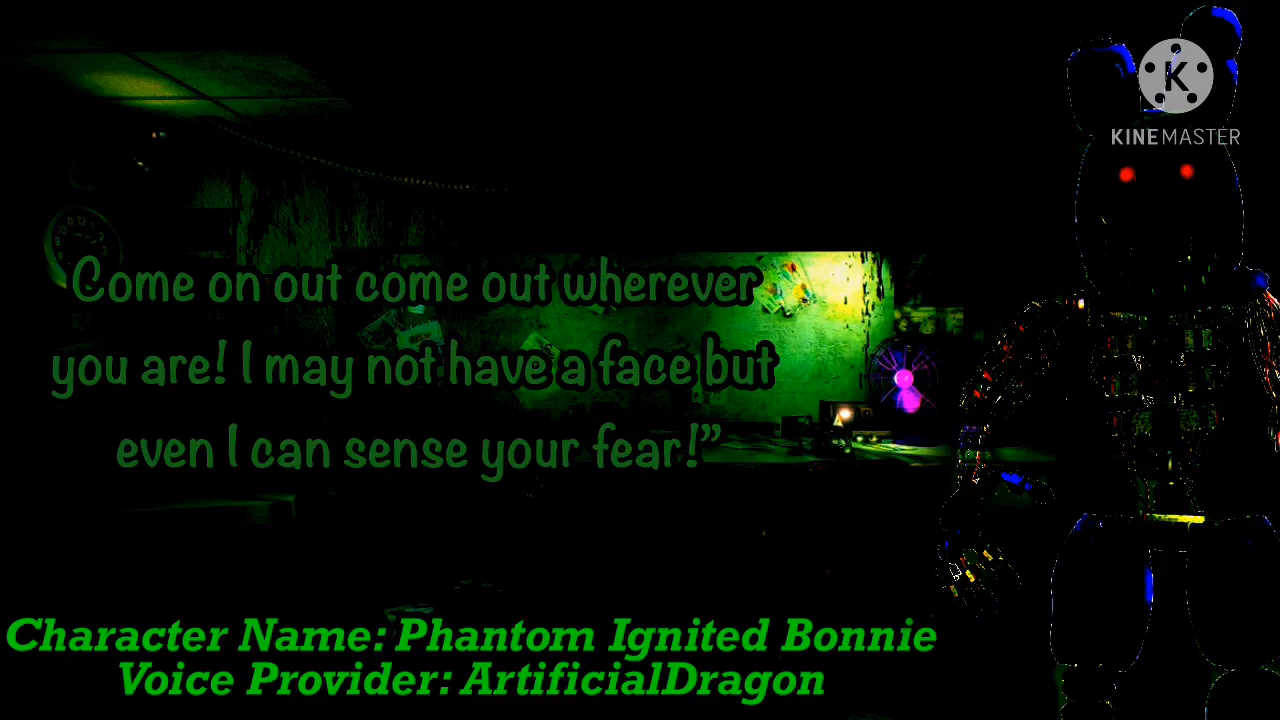 KINEMASTER
Come on out come out wherever
you are! I may not have a face but
even I can sense your fear!”
Character Name: Phantom Ignited Bonnie
Voice Provider: ArtificialDragon